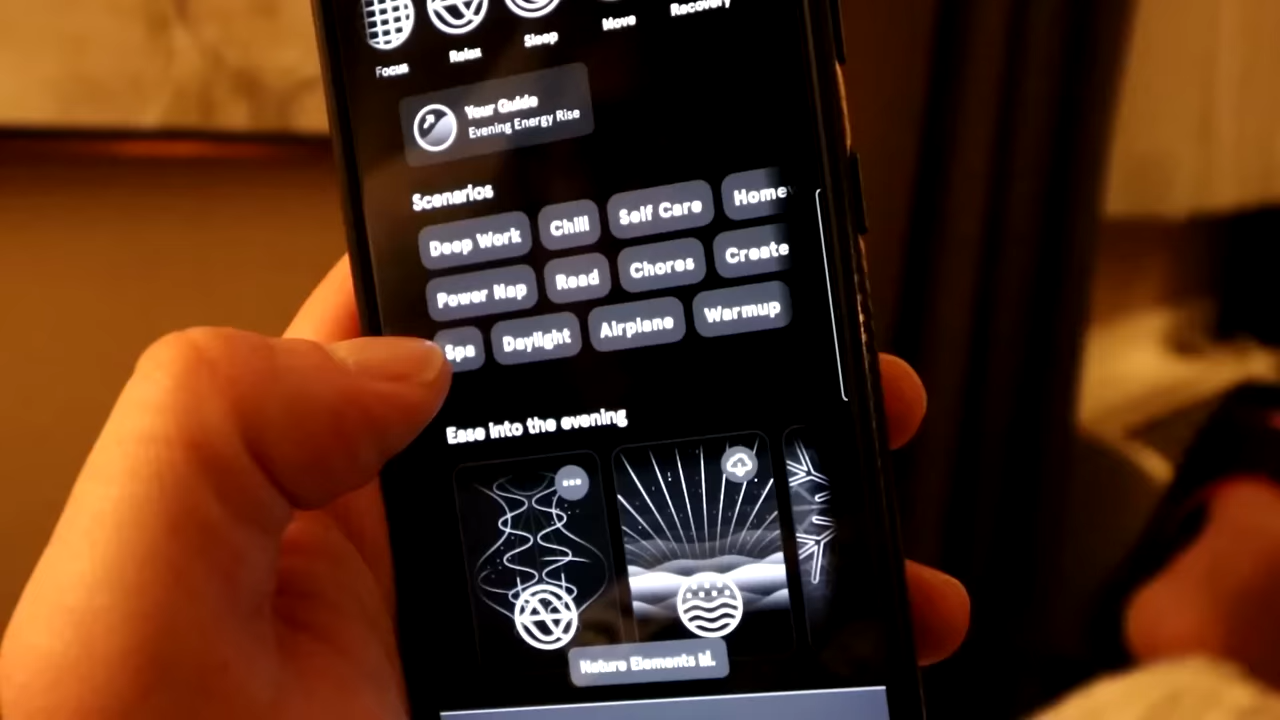 Focus
Relax
Sleep
Move
Recovery
Your Guide
Evening Energy Rise
Scenarios
Deep Work
Chill
Self Care
Home
Power Nap
Read
Chores
Create
Spa
Daylight
Airplane
Warmup
Ease into the evening
Nature Elements